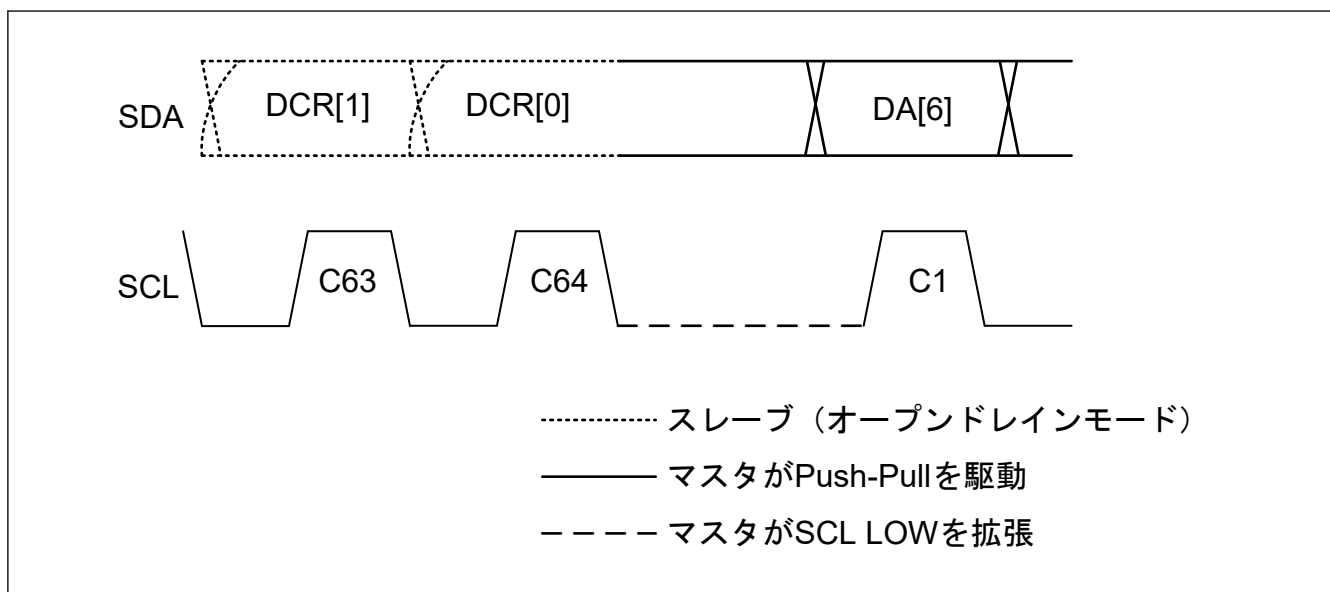 SDA
DCR[1]
DCR[0]
DA[6]
SCL
C63
C64
C1
スレーブ（オープンドレインモード）
マスタがPush-Pullを駆動
マスタがSCL LOWを拡張